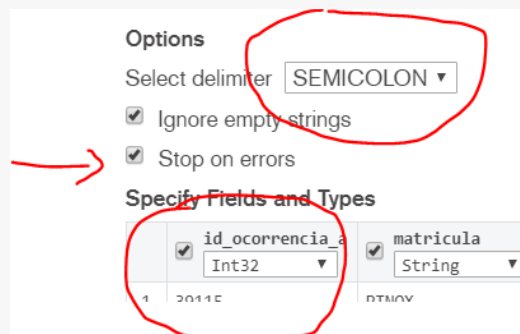 Options
Select delimiter SEMICOLON
Ignore empty strings
Stop on errors
Specify Fields and Types
id_ocorrencia_a matricula
Int32 String
1 39115 PTNOY